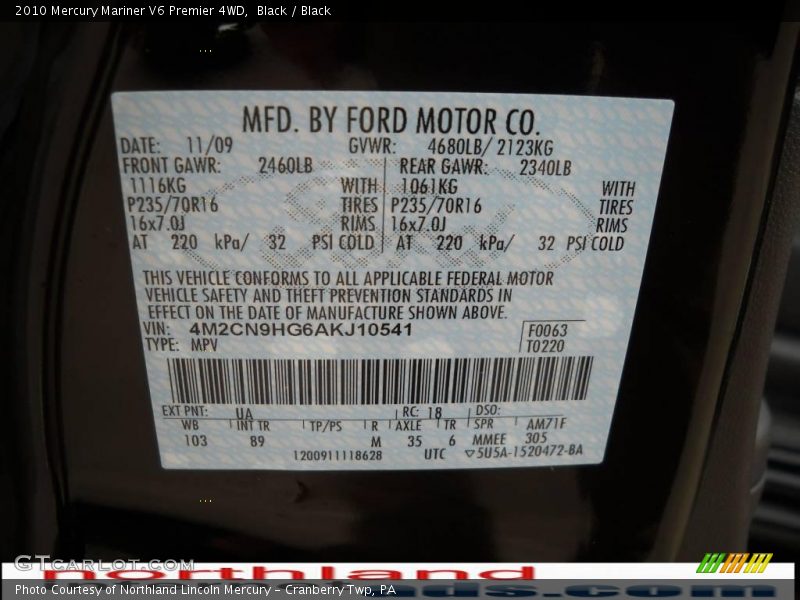 2010 Mercury Mariner V6 Premier 4WD, Black / Black
MFD. BY FORD MOTOR CO.
DATE: 11/09 GVWR: 4680LB/ 2123KG
FRONT GAWR: 2460LB REAR GAWR: 2340LB
1116KG WITH 1061KG WITH
P235/70R16 TIRES P235/70R16 TIRES
16x7.0J RIMS 16x7.0J RIMS
AT 220 kPa/ 32 PSI COLD AT 220 kPa/ 32 PSI COLD
THIS VEHICLE CONFORMS TO ALL APPLICABLE FEDERAL MOTOR
VEHICLE SAFETY AND THEFT PREVENTION STANDARDS IN
EFFECT ON THE DATE OF MANUFACTURE SHOWN ABOVE.
VIN: 4M2CN9HG6AKJ10541 F0063
TYPE: MPV T0220
EXT PNT: UA RC: 18 DSO:
WB INT TR TP/PS R AXLE TR SPR AM71F
103 89 M 35 6 MMEE 305
1200911118628 UTC ▽5U5A-1520472-BA
GTCARLOT.COM
northland
Photo Courtesy of Northland Lincoln Mercury - Cranberry Twp, PA